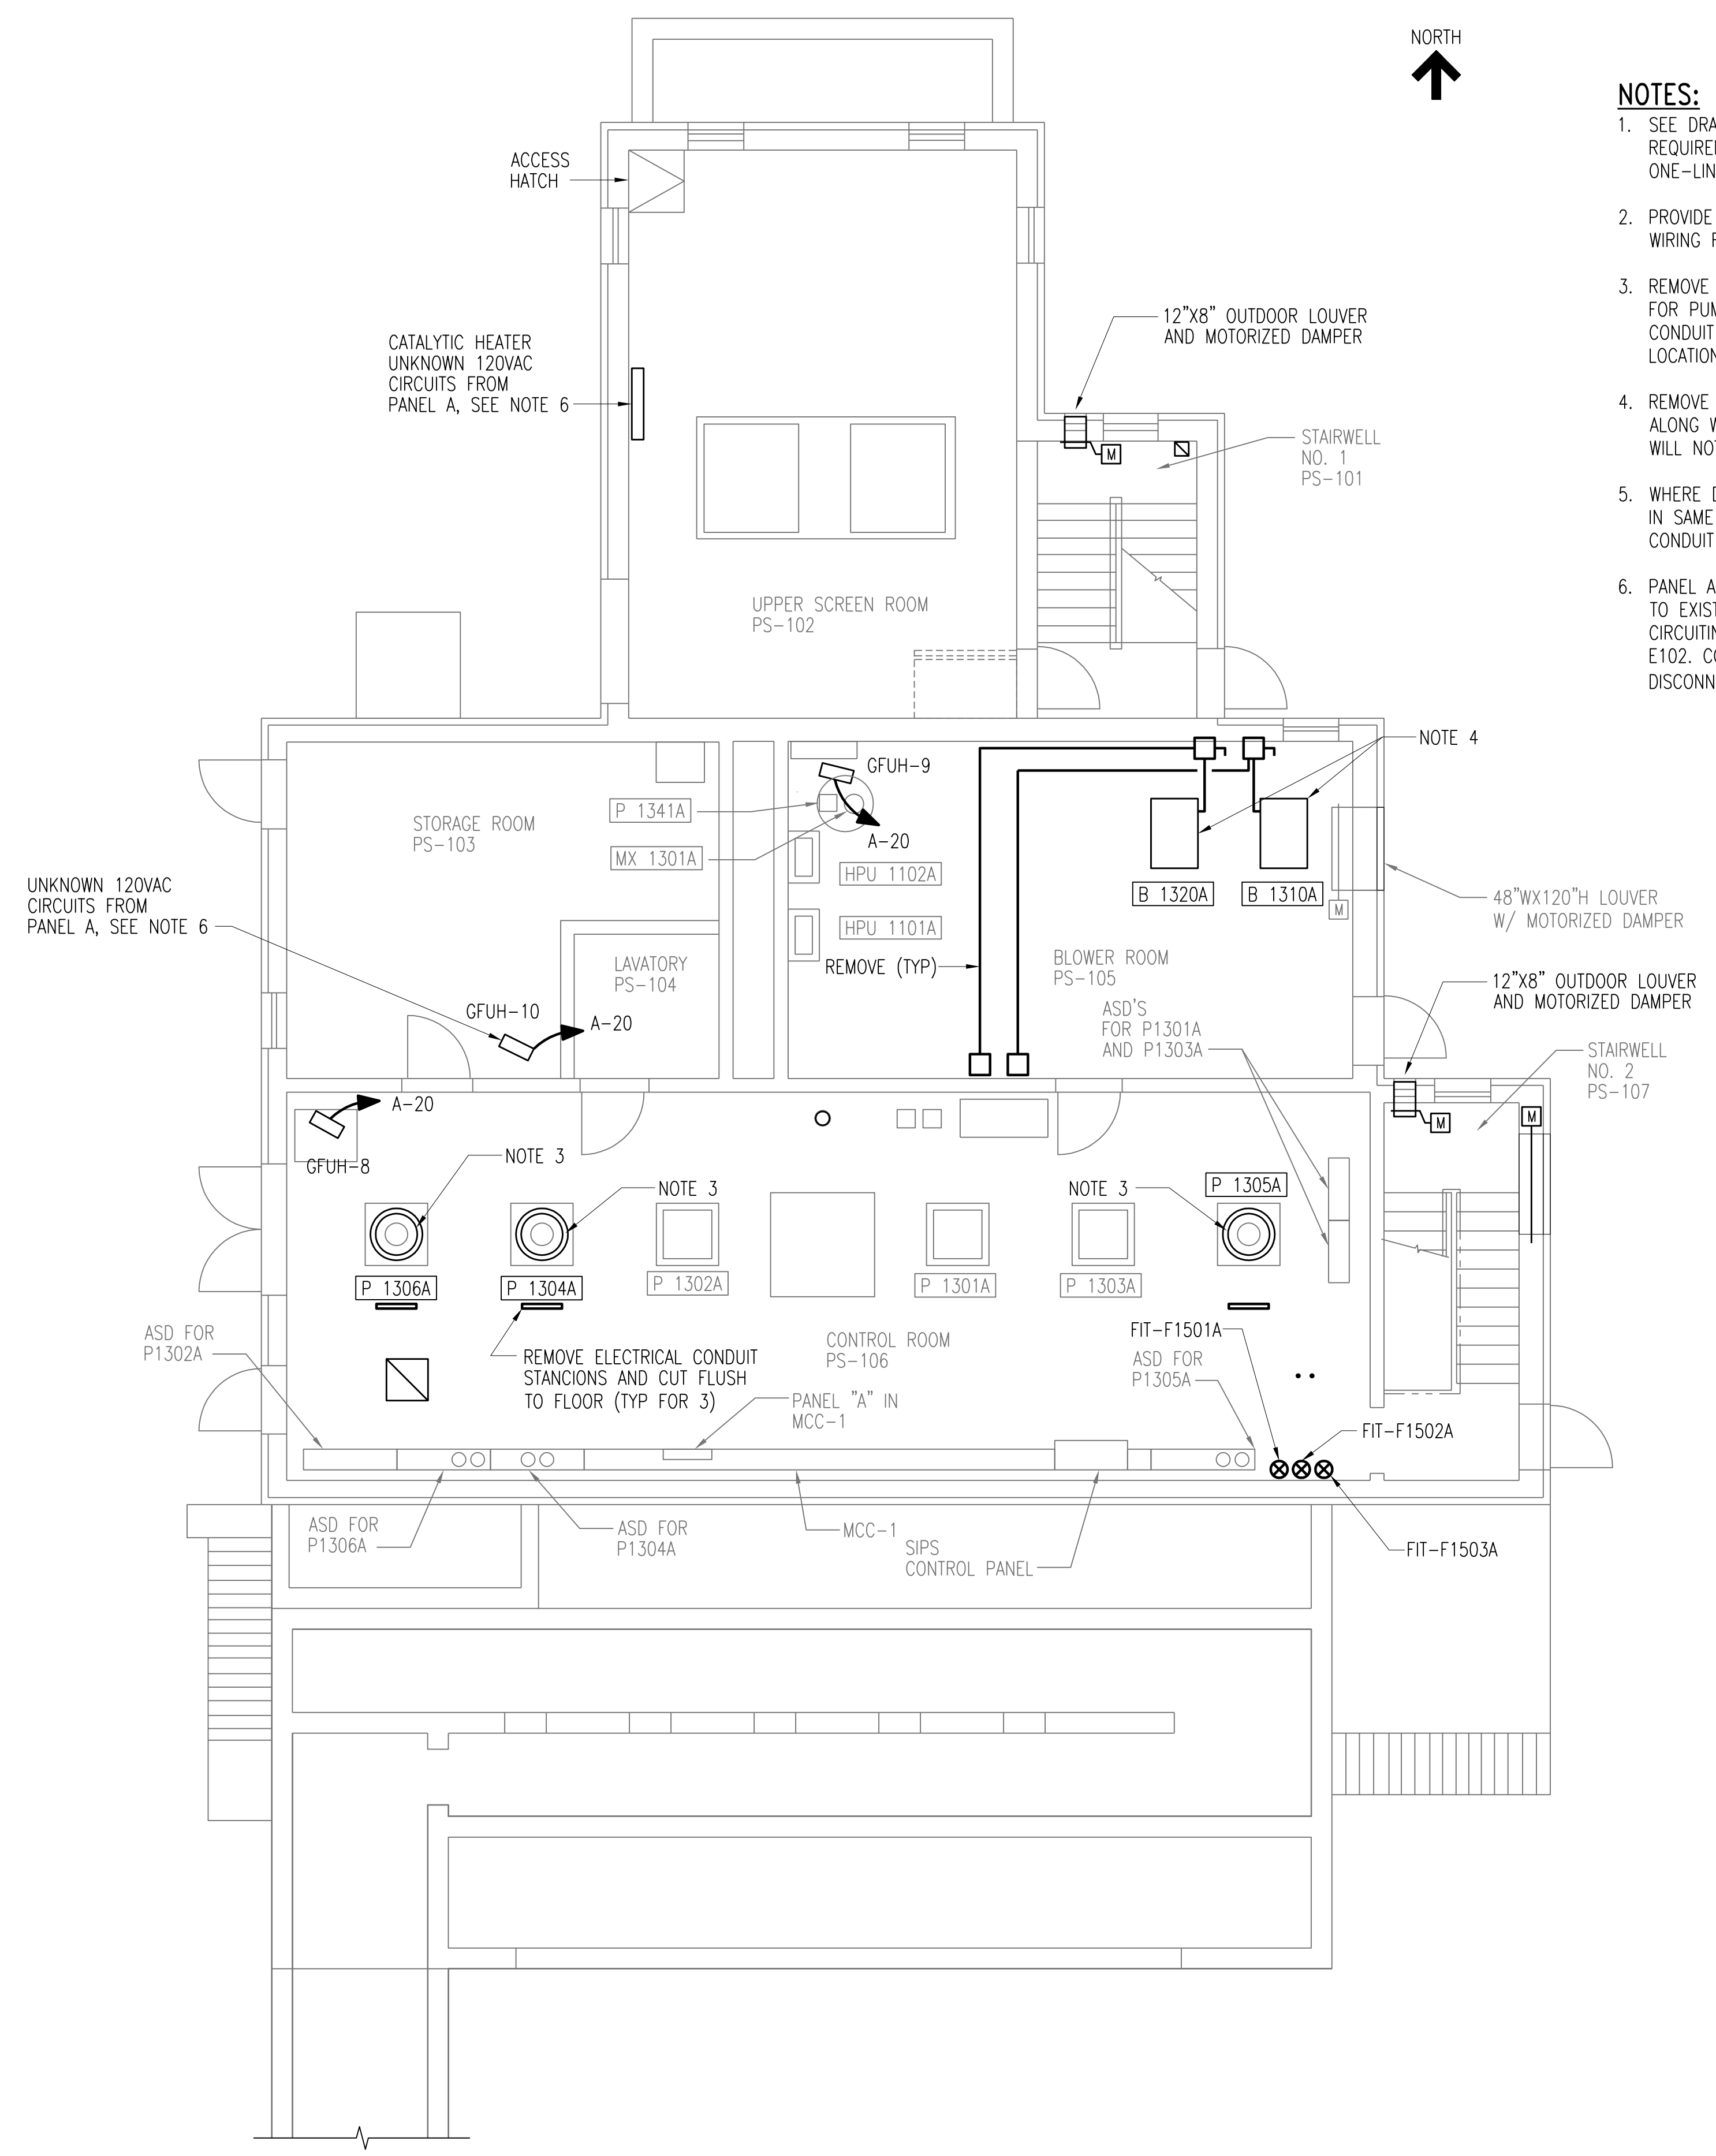 NORTH
NOTES:
1. SEE DRA
REQUIRE
ONE-LIN
2. PROVIDE
WIRING F
3. REMOVE
FOR PUM
CONDUIT
LOCATION
4. REMOVE
ALONG W
WILL NOT
5. WHERE D
IN SAME
CONDUIT
6. PANEL A
TO EXIST
CIRCUITIN
E102. CO
DISCONN
ACCESS
HATCH
12"X8" OUTDOOR LOUVER
AND MOTORIZED DAMPER
CATALYTIC HEATER
UNKNOWN 120VAC
CIRCUITS FROM
PANEL A, SEE NOTE 6
M
STAIRWELL
NO. 1
PS-101
UPPER SCREEN ROOM
PS-102
NOTE 4
GFUH-9
P 1341A
A-20
STORAGE ROOM
PS-103
MX 1301A
HPU 1102A
B 1320A
B 1310A
M
48"WX120"H LOUVER
W/ MOTORIZED DAMPER
UNKNOWN 120VAC
CIRCUITS FROM
PANEL A, SEE NOTE 6
HPU 1101A
LAVATORY
PS-104
REMOVE (TYP)
BLOWER ROOM
PS-105
12"X8" OUTDOOR LOUVER
AND MOTORIZED DAMPER
GFUH-10
A-20
ASD'S
FOR P1301A
AND P1303A
STAIRWELL
NO. 2
PS-107
A-20
M
M
GFUH-8
NOTE 3
NOTE 3
NOTE 3
P 1305A
P 1306A
P 1304A
P 1302A
P 1301A
P 1303A
ASD FOR
P1302A
REMOVE ELECTRICAL CONDUIT
STANCIONS AND CUT FLUSH
TO FLOOR (TYP FOR 3)
CONTROL ROOM
PS-106
FIT-F1501A
ASD FOR
P1305A
PANEL "A" IN
MCC-1
FIT-F1502A
ASD FOR
P1306A
ASD FOR
P1304A
MCC-1
SIPS
CONTROL PANEL
FIT-F1503A